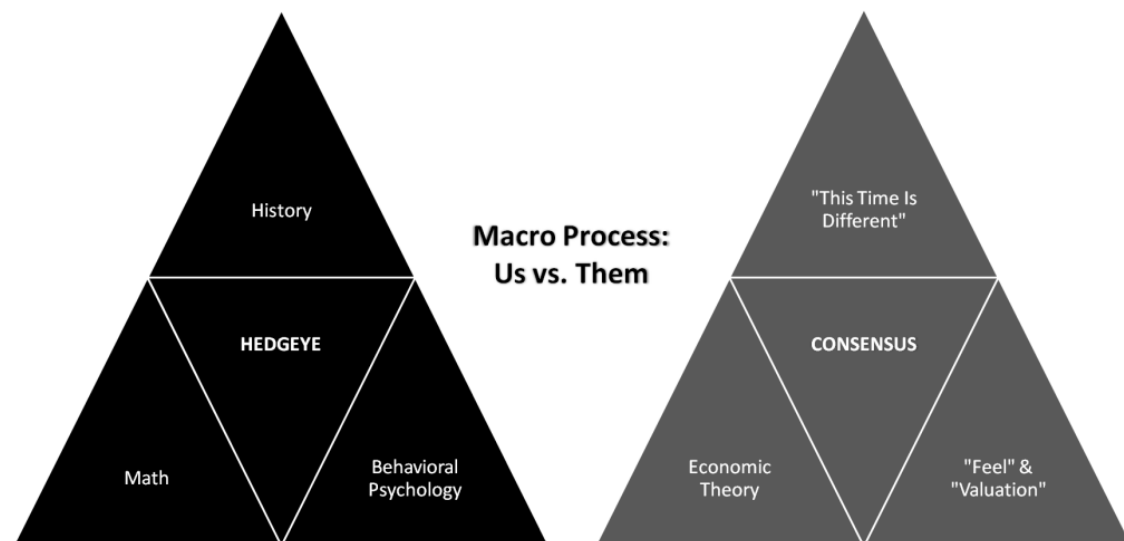 History
HEDGEYE
Math
Behavioral
Psychology
Macro Process:
Us vs. Them
"This Time Is
Different"
CONSENSUS
Economic
Theory
"Feel" &
"Valuation"